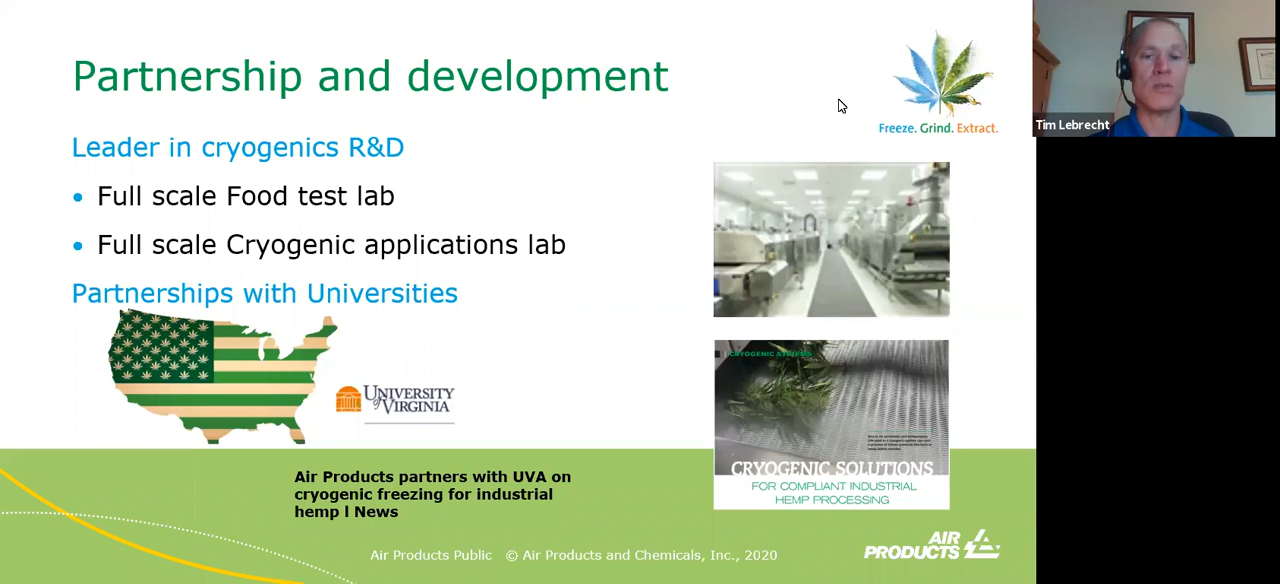 Partnership and development
Freeze. Grind. Extract.
Tim Lebrecht
Leader in cryogenics R&D
• Full scale Food test lab
• Full scale Cryogenic applications lab
Partnerships with Universities
UNIVERSITY
of VIRGINIA
CRYOGENIC SYSTEMS
CRYOGENIC SOLUTIONS
FOR COMPLIANT INDUSTRIAL
HEMP PROCESSING
Air Products partners with UVA on
cryogenic freezing for industrial
hemp l News
Air Products Public © Air Products and Chemicals, Inc., 2020
AIR
PRODUCTS